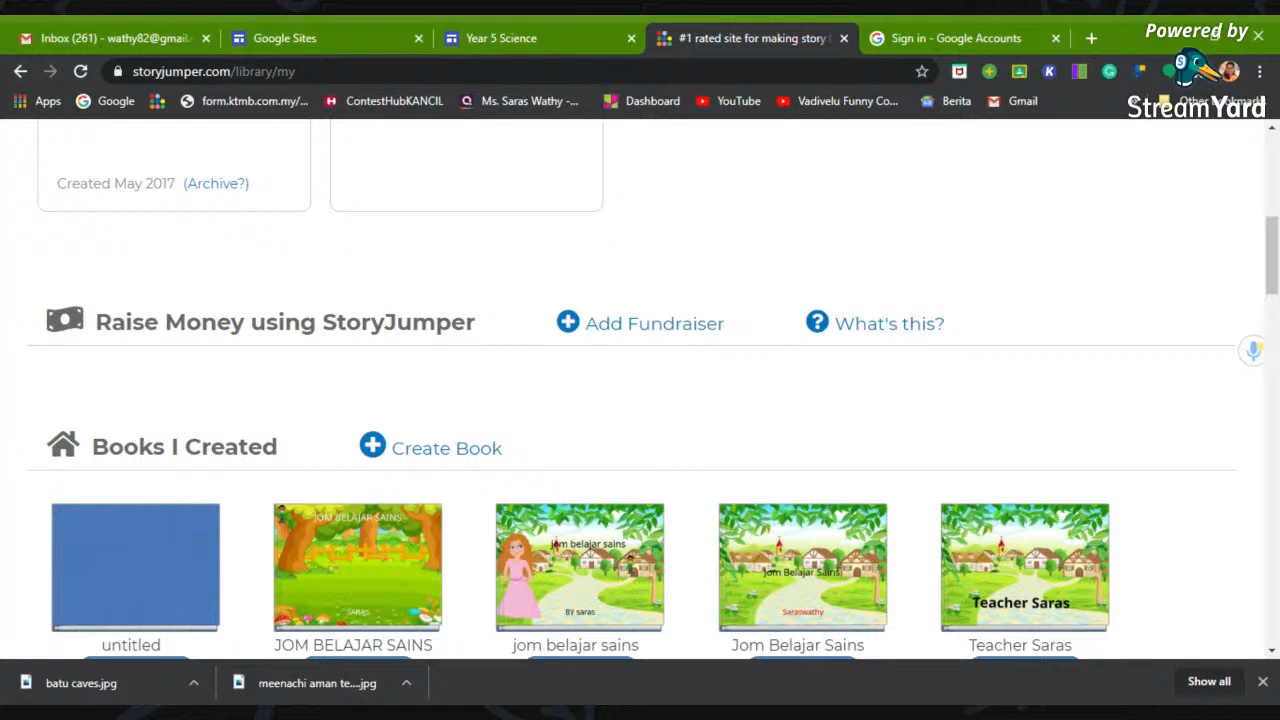 Powered by
StreamYard
Inbox (261) - wathy82@gmail.
Google Sites
Year 5 Science
#1 rated site for making story
Sign in - Google Accounts
storyjumper.com/library/my
Apps
Google
form.ktmb.com.my/...
ContestHubKANCIL
Ms. Saras Wathy -...
Dashboard
YouTube
Vadivelu Funny Co...
Berita
Gmail
Other bookmarks
Created May 2017 (Archive?)
Raise Money using StoryJumper
Add Fundraiser
What's this?
Books I Created
Create Book
JOM BELAJAR SAINS
SARAS
jom belajar sains
BY saras
Jom Belajar Sains
Saraswathy
Teacher Saras
untitled
JOM BELAJAR SAINS
jom belajar sains
Jom Belajar Sains
Teacher Saras
batu caves.jpg
meenachi aman te....jpg
Show all